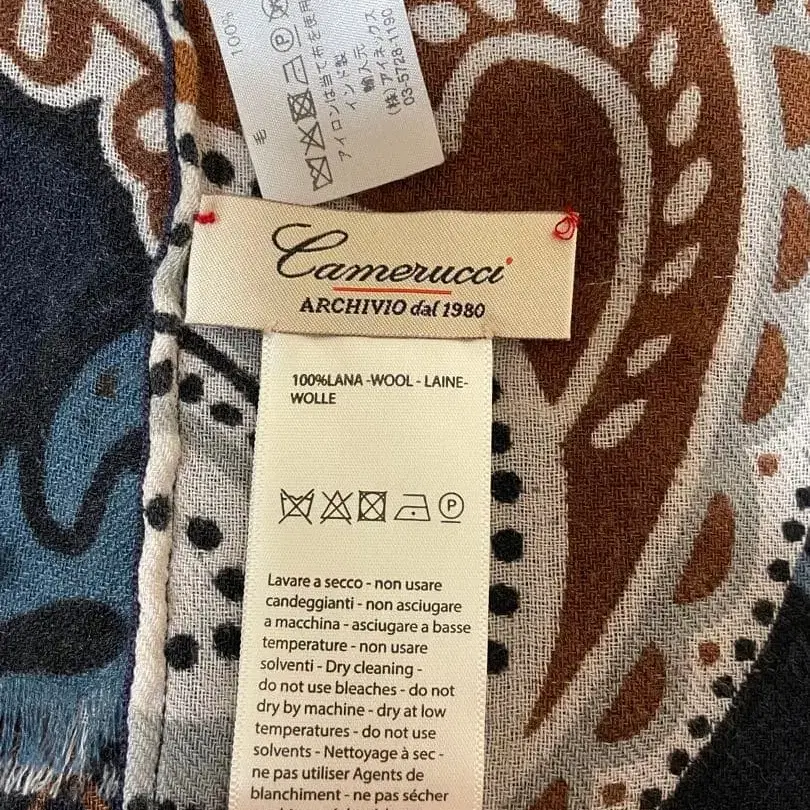 100%
毛
アイロンは当て布を使用
インド製
輸入元
(株)アイネックス
03-5728-1190
Camerucci
ARCHIVIO dal 1980
100%LANA -WOOL - LAINE-
WOLLE
P
Lavare a secco - non usare
candeggianti - non asciugare
a macchina - asciugare a basse
temperature - non usare
solventi - Dry cleaning -
do not use bleaches - do not
dry by machine - dry at low
temperatures - do not use
solvents - Nettoyage à sec -
ne pas utiliser Agents de
blanchiment - ne pas sécher